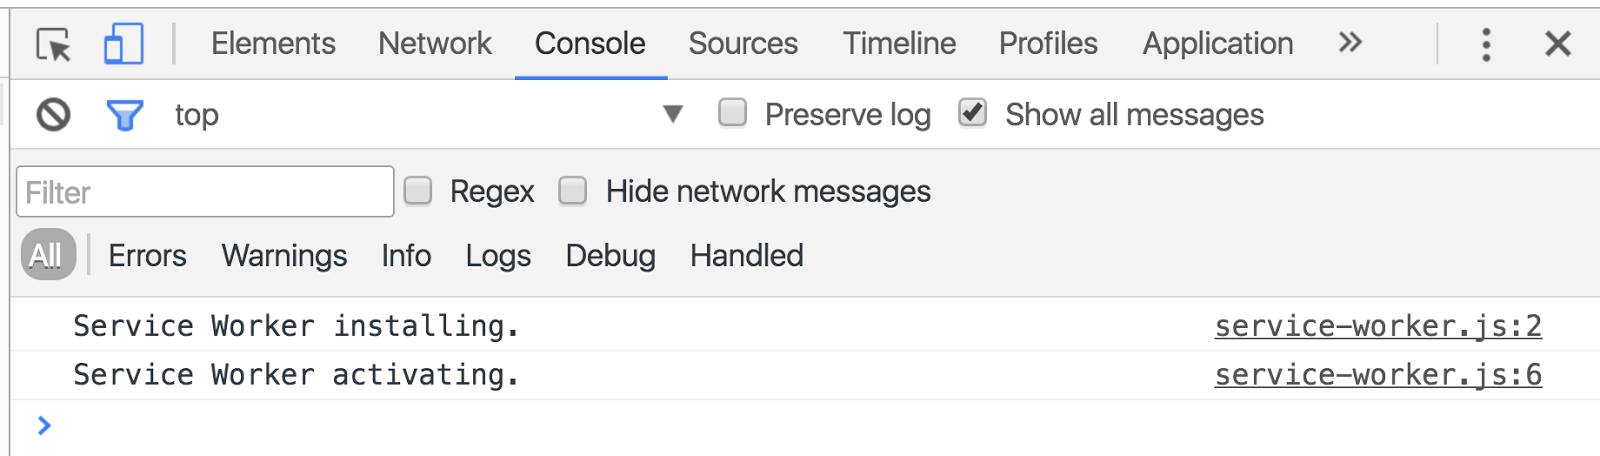 Elements Network Console Sources Timeline Profiles Application
top Preserve log Show all messages
Filter Regex Hide network messages
All Errors Warnings Info Logs Debug Handled
Service Worker installing. service-worker.js:2
Service Worker activating. service-worker.js:6